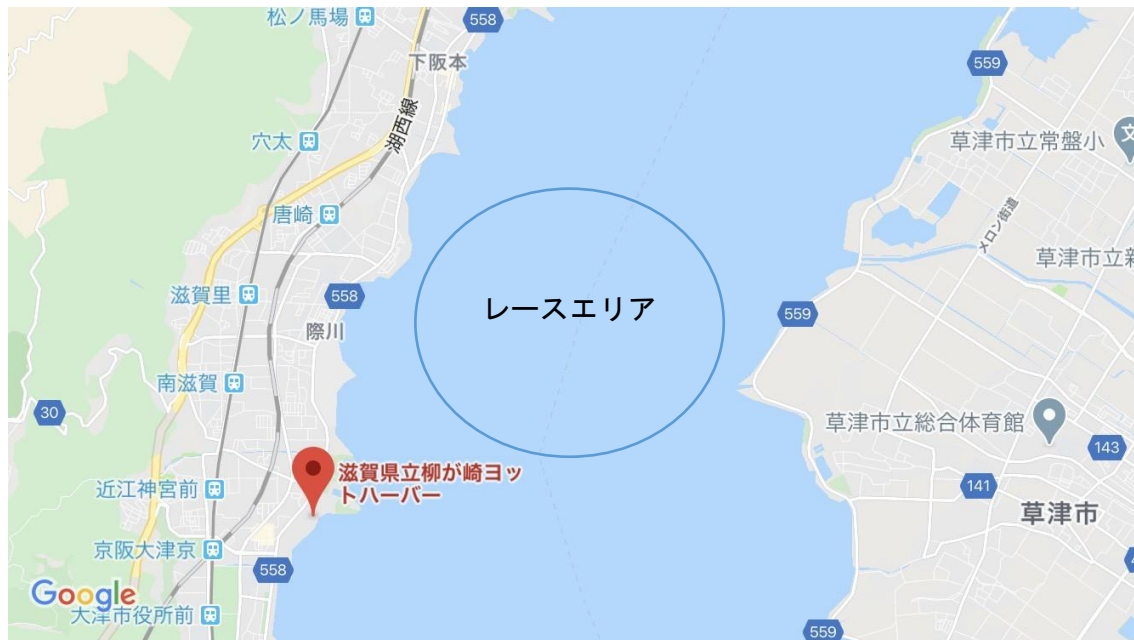 松ノ馬場
558
下阪本
559
湖西線
穴太
草津市立常盤小
文
唐崎
メロン街道
草津市立新
滋賀里
558
レースエリア
559
際川
南滋賀
30
草津市立総合体育館
143
滋賀県立柳が崎ヨッ
トハーバー
近江神宮前
141
草津市
京阪大津京
558
Google
大津市役所前
559